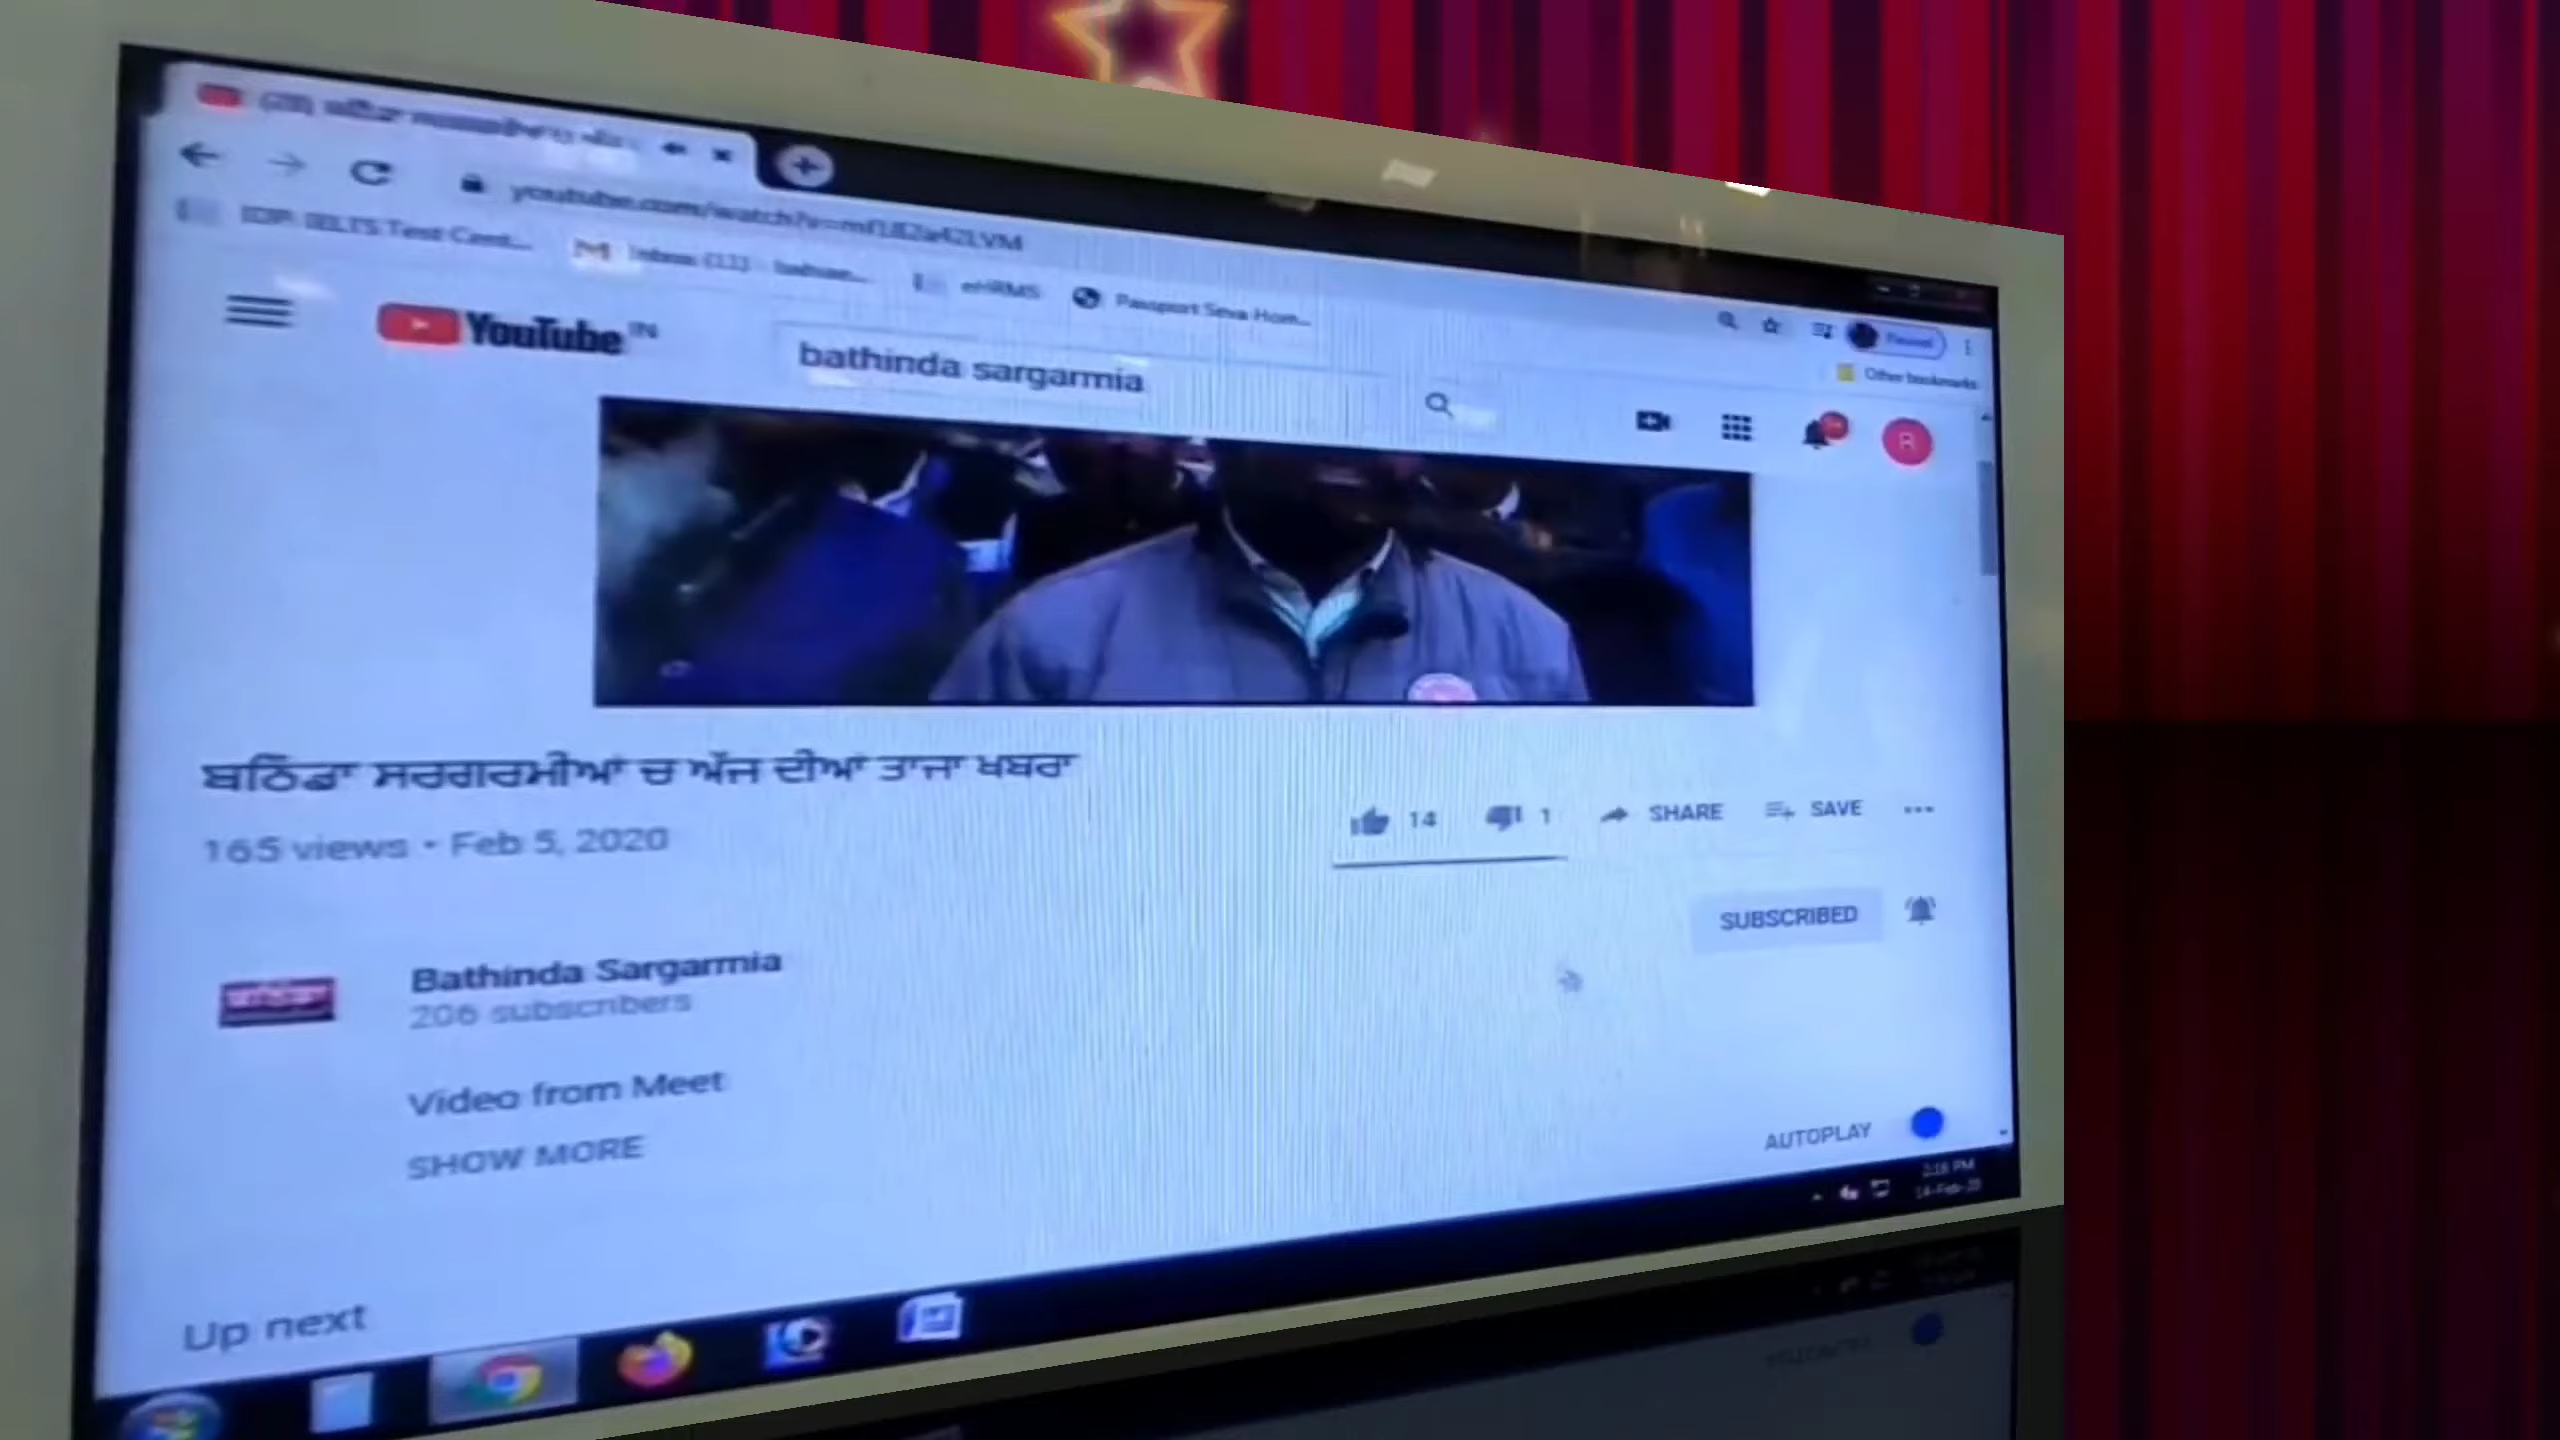 youtube.com/watch?v=
IDP: IELTS Test Cent...
Inbox (11)
eHRMS
Passport Seva Hom...
Other bookmarks
YouTube IN
bathinda sargarmia
R
ਬਠਿੰਡਾ ਸਰਗਰਮੀਆਂ ਚ ਅੱਜ ਦੀਆਂ ਤਾਜਾ ਖਬਰਾ
165 views • Feb 5, 2020
14 1 SHARE SAVE ...
SUBSCRIBED
Bathinda Sargarmia
206 subscribers
Video from Meet
SHOW MORE
AUTOPLAY
Up next